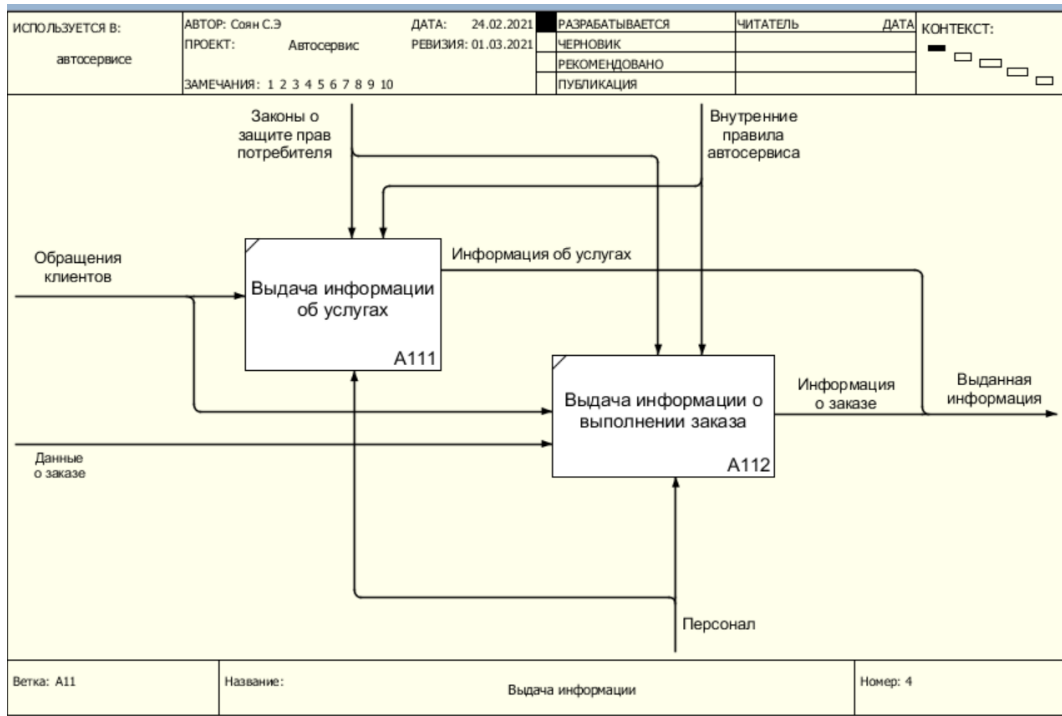 ИСПОЛЬЗУЕТСЯ В:
автосервисе
АВТОР: Соян С.Э
ДАТА: 24.02.2021
ПРОЕКТ: Автосервис
РЕВИЗИЯ: 01.03.2021
ЗАМЕЧАНИЯ: 1 2 3 4 5 6 7 8 9 10
РАЗРАБАТЫВАЕТСЯ
ЧЕРНОВИК
РЕКОМЕНДОВАНО
ПУБЛИКАЦИЯ
ЧИТАТЕЛЬ
ДАТА
КОНТЕКСТ:
Законы о
защите прав
потребителя
Внутренние
правила
автосервиса
Обращения
клиентов
Информация об услугах
Выдача информации
об услугах
A111
Выдача информации о
выполнении заказа
A112
Информация
о заказе
Выданная
информация
Данные
о заказе
Персонал
Ветка: A11
Название:
Выдача информации
Номер: 4